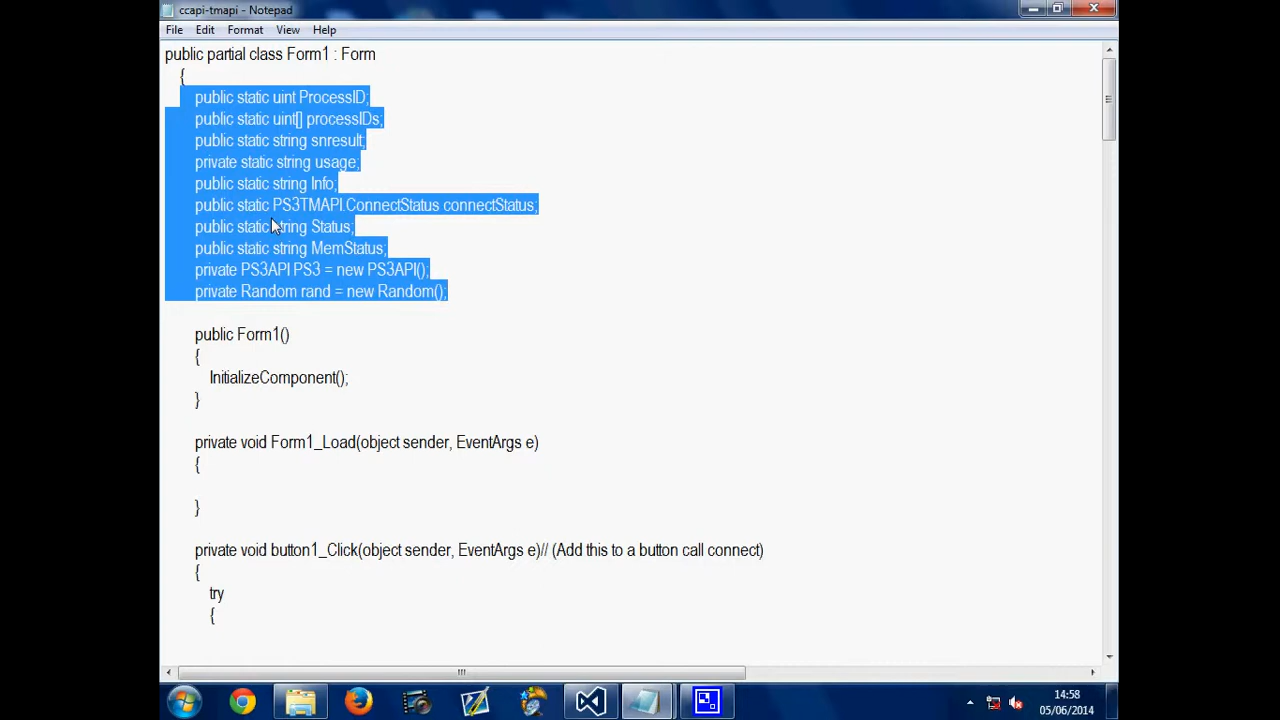 ccapi-tmapi - Notepad
File Edit Format View Help
public partial class Form1 : Form
{
public static uint ProcessID;
public static uint[] processIDs;
public static string snresult;
private static string usage;
public static string Info;
public static PS3TMAPI.ConnectStatus connectStatus;
public static string Status;
public static string MemStatus;
private PS3API PS3 = new PS3API();
private Random rand = new Random();
public Form1()
{
InitializeComponent();
}
private void Form1_Load(object sender, EventArgs e)
{
}
private void button1_Click(object sender, EventArgs e)// (Add this to a button call connect)
{
try
{
14:58
05/06/2014